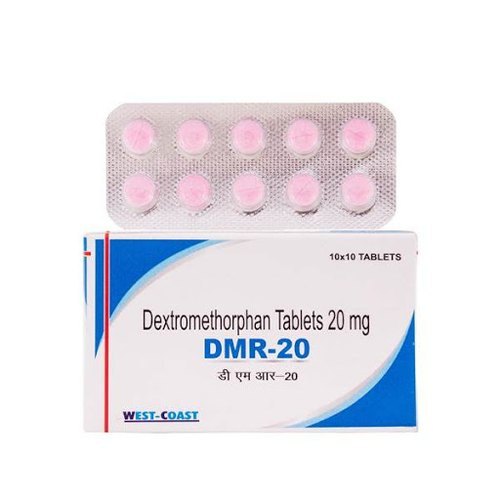 10x10 TABLETS
Dextromethorphan Tablets 20 mg
DMR-20
डी एम आर–20
WEST-COAST